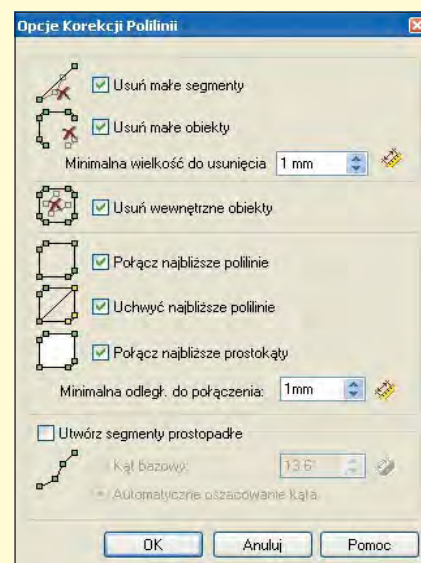 Opcje Korekcji Polilinii
Usuń małe segmenty
Usuń małe obiekty
Minimalna wielkość do usunięcia 1 mm
Usuń wewnętrzne obiekty
Połącz najbliższe polilinie
Uchwyć najbliższe polilinie
Połącz najbliższe prostokąty
Minimalna odległ. do połączenia: 1mm
Utwórz segmenty prostopadłe
Kąt bazowy: 13.6°
Automatyczne oszacowanie kąta
OK Anuluj Pomoc